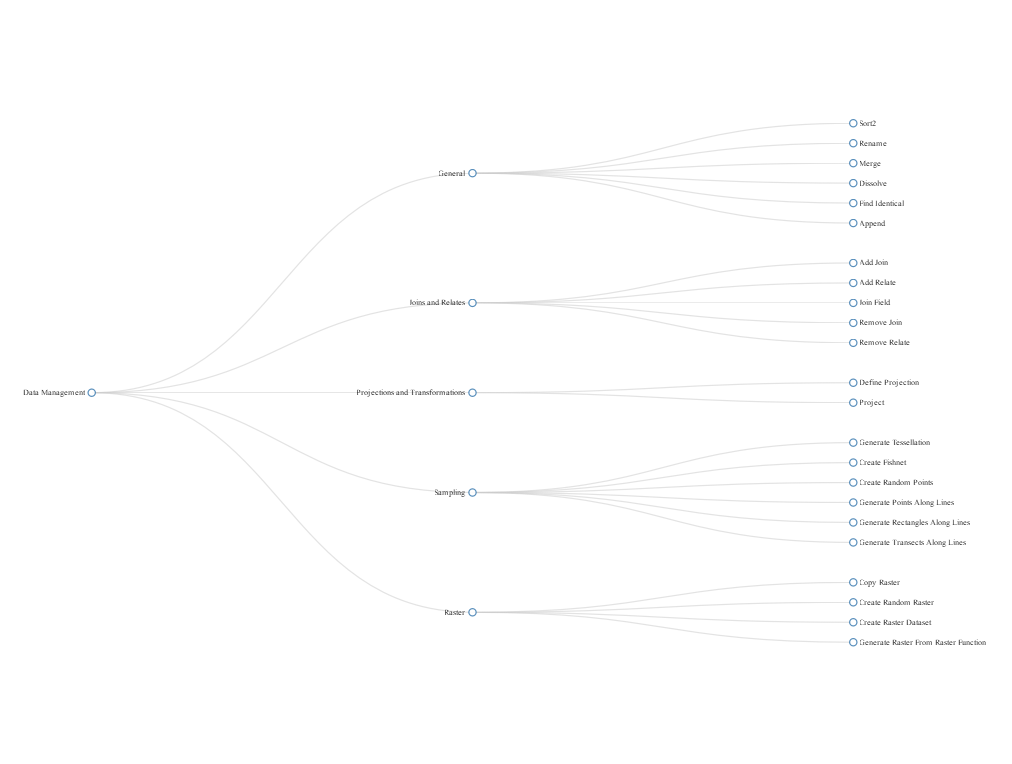 Data Management
General
Sort2
Rename
Merge
Dissolve
Find Identical
Append
Joins and Relates
Add Join
Add Relate
Join Field
Remove Join
Remove Relate
Projections and Transformations
Define Projection
Project
Sampling
Generate Tessellation
Create Fishnet
Create Random Points
Generate Points Along Lines
Generate Rectangles Along Lines
Generate Transects Along Lines
Raster
Copy Raster
Create Random Raster
Create Raster Dataset
Generate Raster From Raster Function